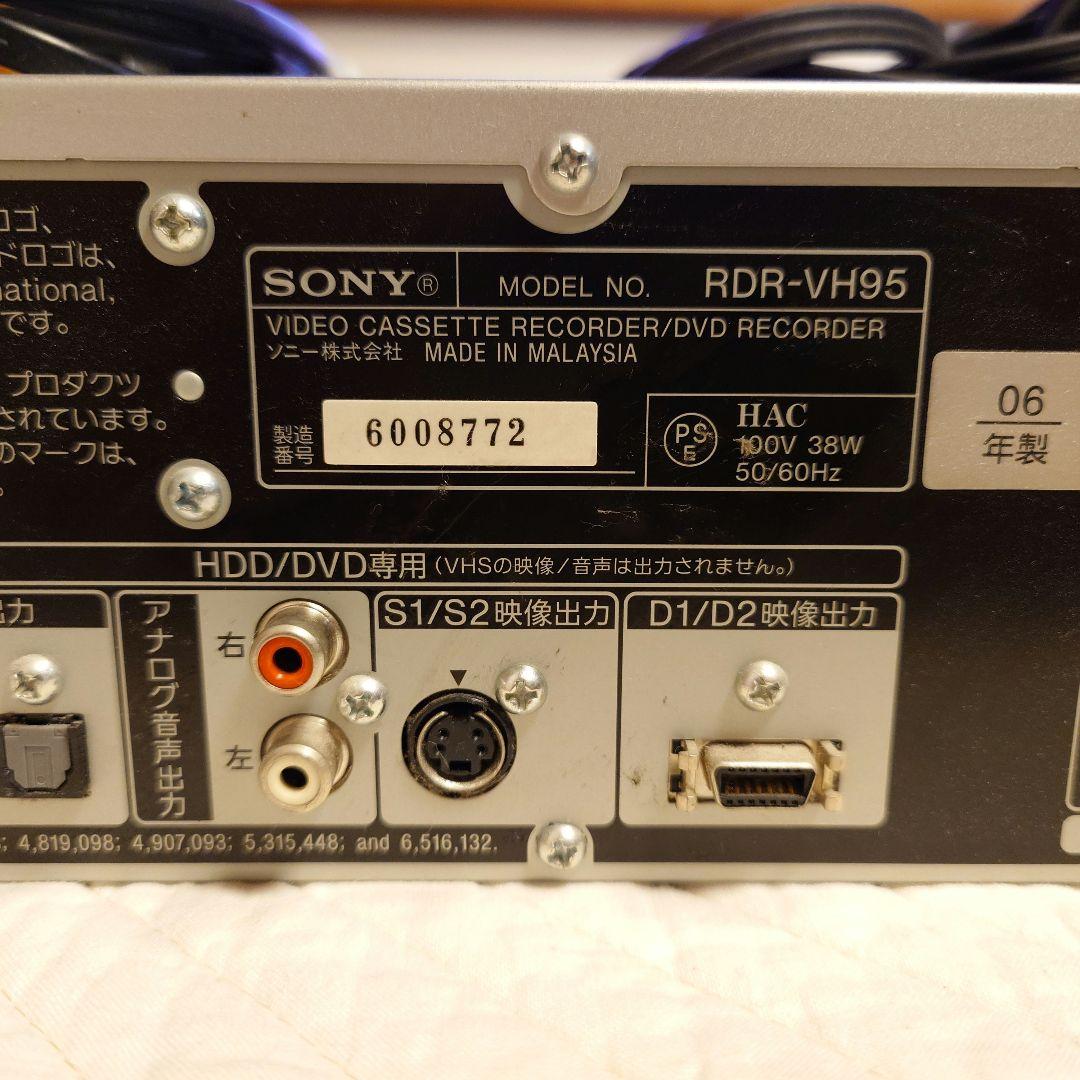 ロゴ、
ドロゴは、
national,
です。
プロダクツ
されています。
のマークは、
SONY® MODEL NO. RDR-VH95
VIDEO CASSETTE RECORDER/DVD RECORDER
ソニー株式会社 MADE IN MALAYSIA
製造番号 6008772
PSE
HAC
100V 38W
50/60Hz
06
年製
HDD/DVD専用(VHSの映像/音声は出力されません。)
出力
アナログ音声出力
右
左
S1/S2映像出力
D1/D2映像出力
; 4,819,098; 4,907,093; 5,315,448; and 6,516,132.